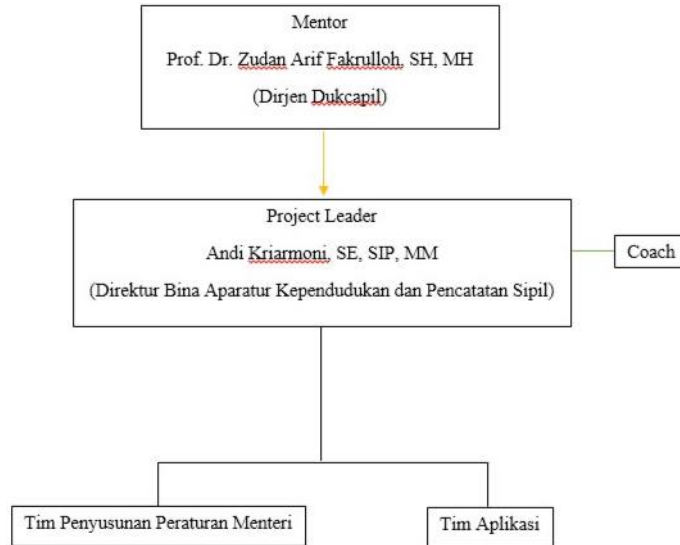 Mentor
Prof. Dr. Zudan Arif Fakrulloh, SH, MH
(Dirjen Dukcapil)
Project Leader
Andi Kriarmoni, SE, SIP, MM
(Direktur Bina Aparatur Kependudukan dan Pencatatan Sipil)
Coach
Tim Penyusunan Peraturan Menteri
Tim Aplikasi